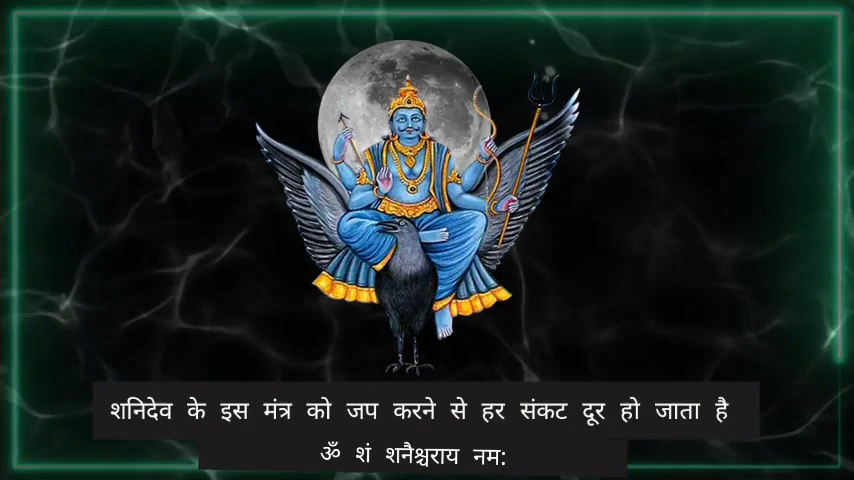 शनिदेव के इस मंत्र को जप करने से हर संकट दूर हो जाता है
ॐ शं शनैश्चराय नम: